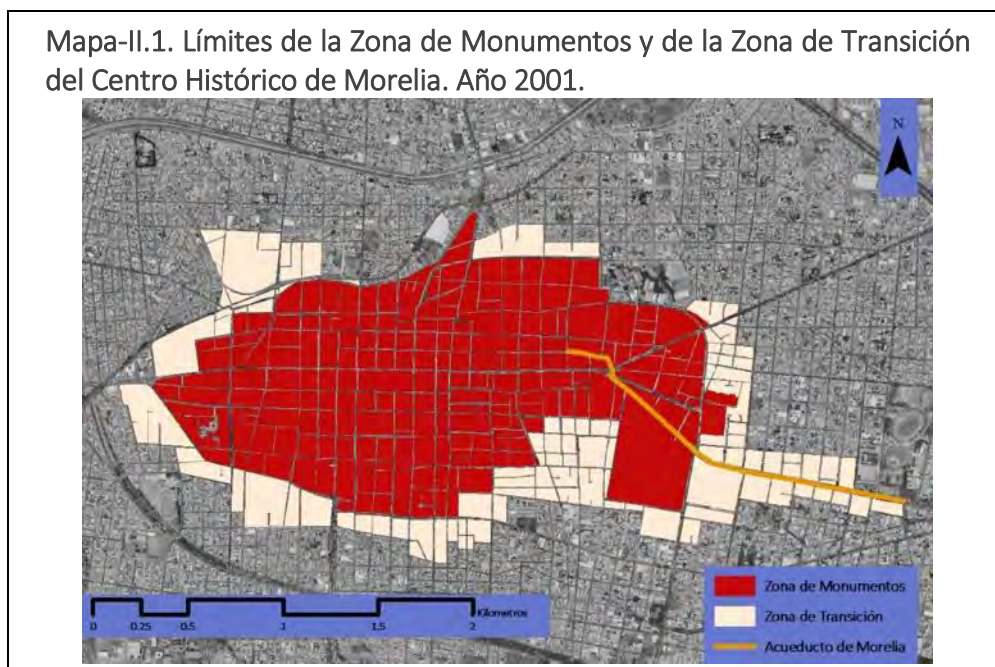 Mapa-II.1. Límites de la Zona de Monumentos y de la Zona de Transición
del Centro Histórico de Morelia. Año 2001.
N
Zona de Monumentos
Zona de Transición
Acueducto de Morelia
Kilometros
0 0.25 0.5 1 1.5 2